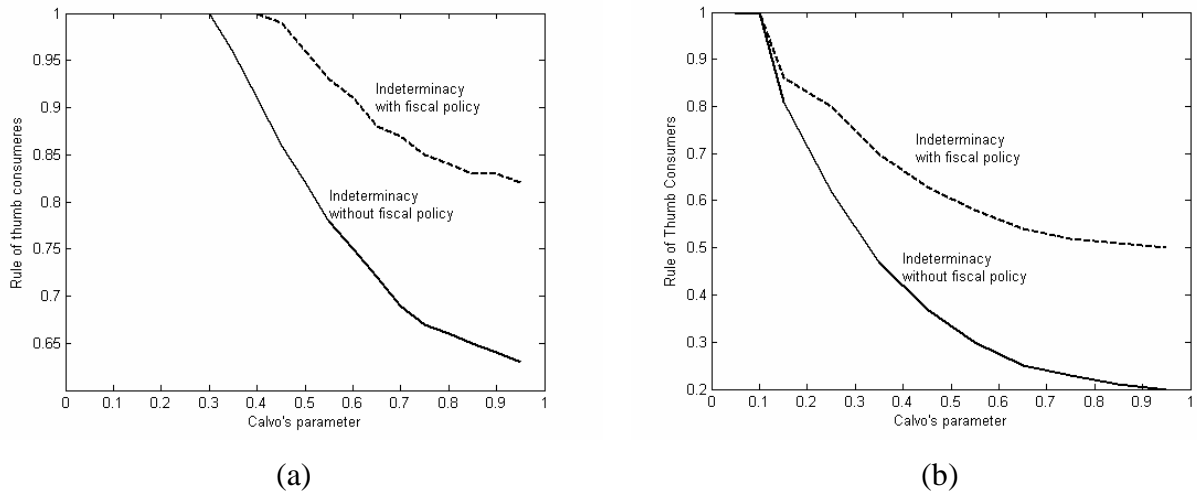 1
0.95
0.9
0.85
0.8
0.75
0.7
0.65
0 0.1 0.2 0.3 0.4 0.5 0.6 0.7 0.8 0.9 1
Rule of thumb consumeres
Calvo's parameter
Indeterminacy
with fiscal policy
Indeterminacy
without fiscal policy
(a)
1
0.9
0.8
0.7
0.6
0.5
0.4
0.3
0.2
0 0.1 0.2 0.3 0.4 0.5 0.6 0.7 0.8 0.9 1
Rule of Thumb Consumers
Calvo's parameter
Indeterminacy
with fiscal policy
Indeterminacy
without fiscal policy
(b)